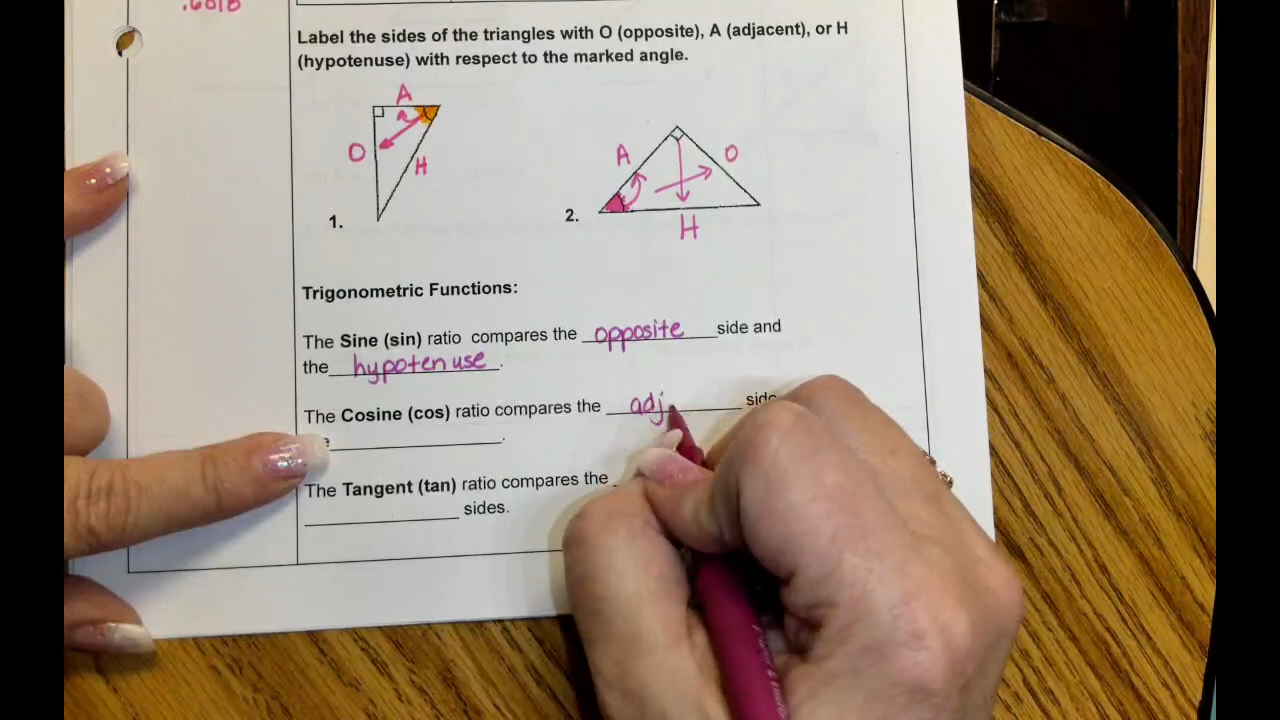 .6018
Label the sides of the triangles with O (opposite), A (adjacent), or H
(hypotenuse) with respect to the marked angle.
A
O
H
1.
A
O
H
2.
Trigonometric Functions:
The Sine (sin) ratio compares the opposite side and
the hypotenuse.
The Cosine (cos) ratio compares the adj side
.
The Tangent (tan) ratio compares the
sides.